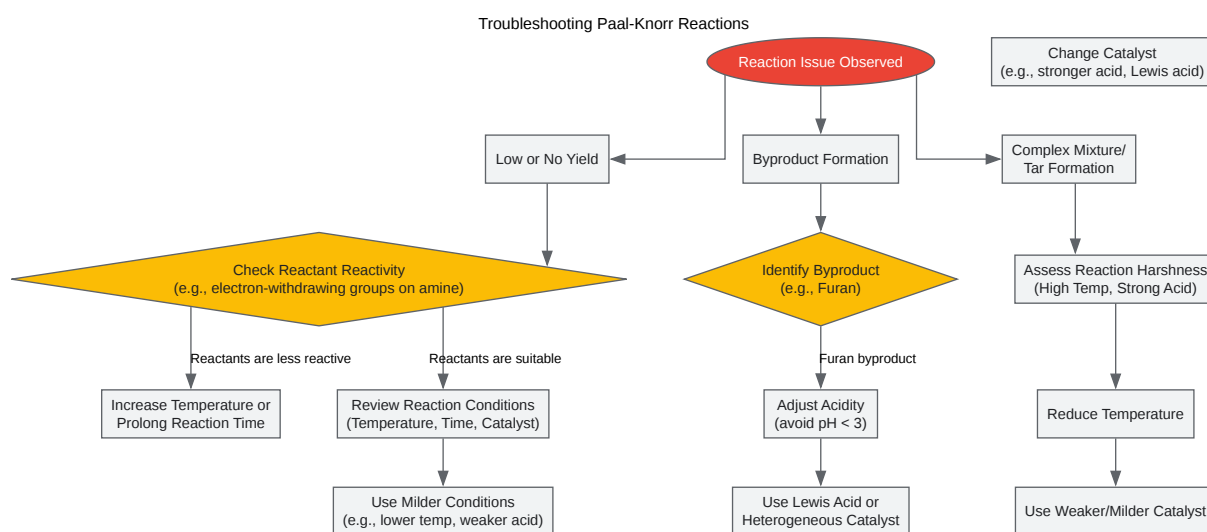 Troubleshooting Paal-Knorr Reactions
Reaction Issue Observed
Change Catalyst
(e.g., stronger acid, Lewis acid)
Low or No Yield
Byproduct Formation
Complex Mixture/
Tar Formation
Check Reactant Reactivity
(e.g., electron-withdrawing groups on amine)
Identify Byproduct
(e.g., Furan)
Assess Reaction Harshness
(High Temp, Strong Acid)
Reactants are less reactive
Reactants are suitable
Furan byproduct
Increase Temperature or
Prolong Reaction Time
Review Reaction Conditions
(Temperature, Time, Catalyst)
Adjust Acidity
(avoid pH < 3)
Reduce Temperature
Use Milder Conditions
(e.g., lower temp, weaker acid)
Use Lewis Acid or
Heterogeneous Catalyst
Use Weaker/Milder Catalyst